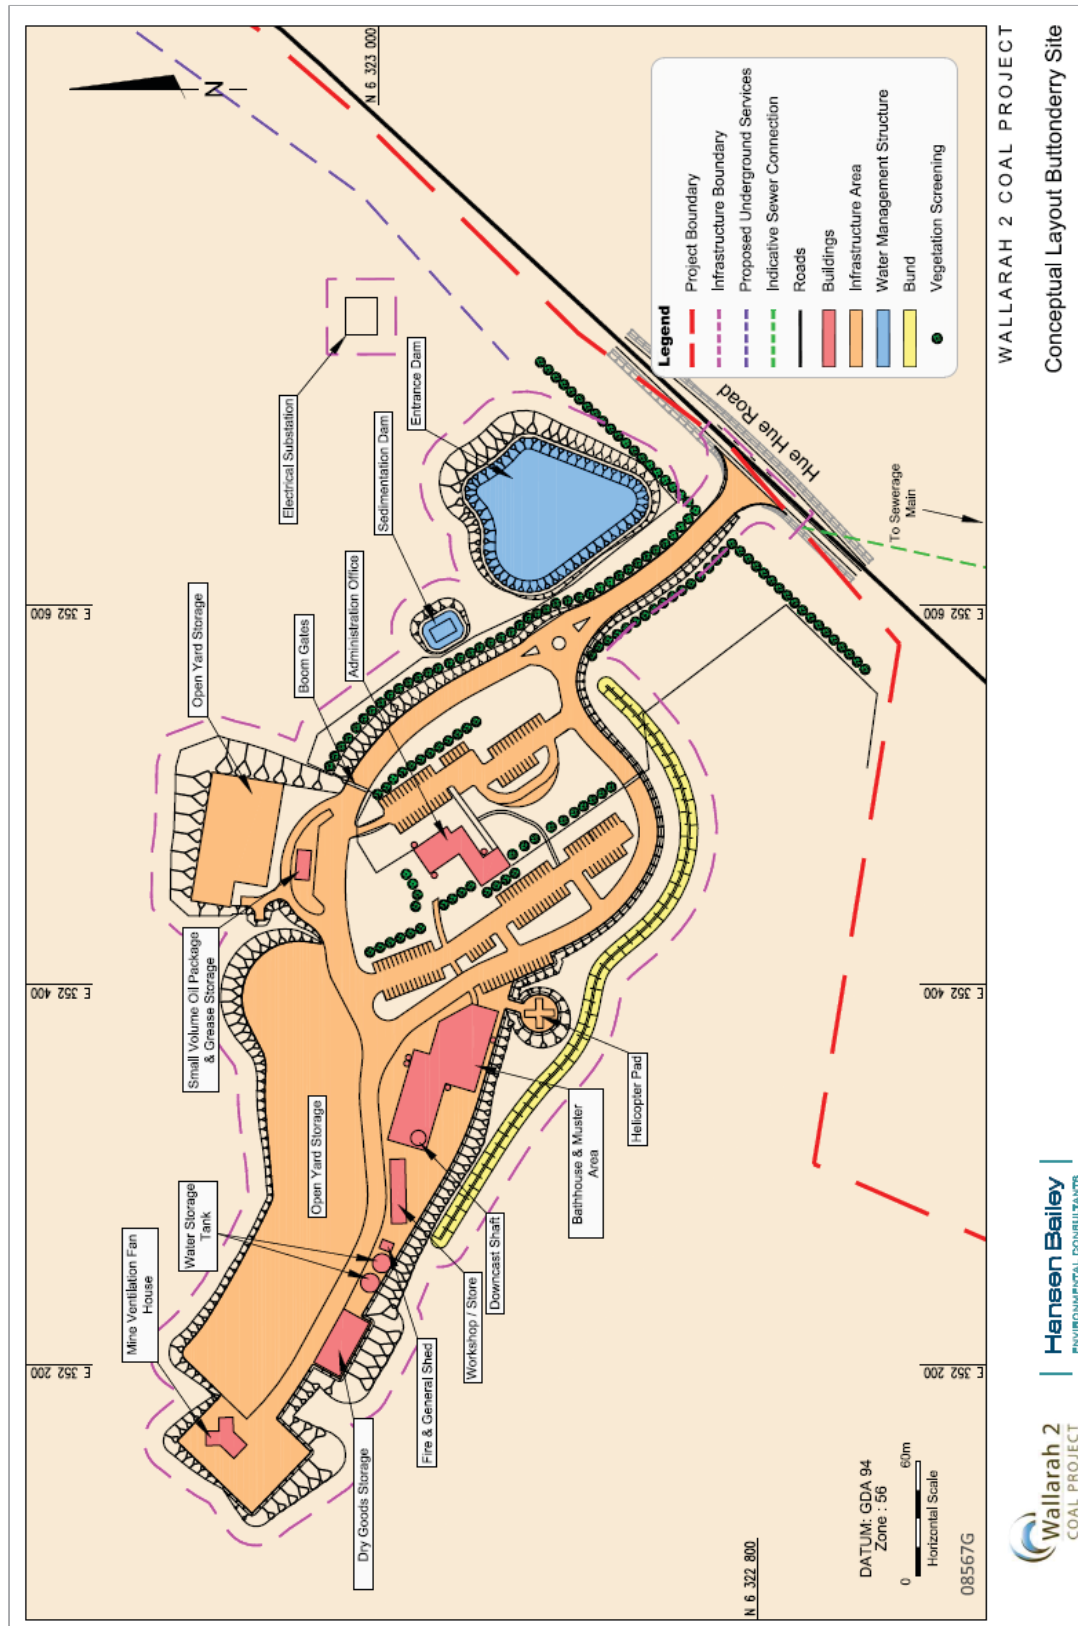 N
N 6 323 000
E 352 600
E 352 400
E 352 200
Mine Ventilation Fan
House
Water Storage
Tank
Open Yard Storage
Small Volume Oil Package
& Grease Storage
Open Yard Storage
Boom Gates
Administration Office
Sedimentation Dam
Electrical Substation
Entrance Dam
Dry Goods Storage
Fire & General Shed
Workshop / Store
Downcast Shaft
Bathhouse & Muster
Area
Helicopter Pad
Hue Hue Road
To Sewerage
Main
Legend
Project Boundary
Infrastructure Boundary
Proposed Underground Services
Indicative Sewer Connection
Roads
Buildings
Infrastructure Area
Water Management Structure
Bund
Vegetation Screening
N 6 322 800
E 352 200
E 352 400
E 352 600
DATUM: GDA 94
Zone : 56
0 60m
Horizontal Scale
08567G
Wallarah 2
COAL PROJECT
Hansen Bailey
ENVIRONMENTAL CONSULTANTS
WALLARAH 2 COAL PROJECT
Conceptual Layout Buttonderry Site